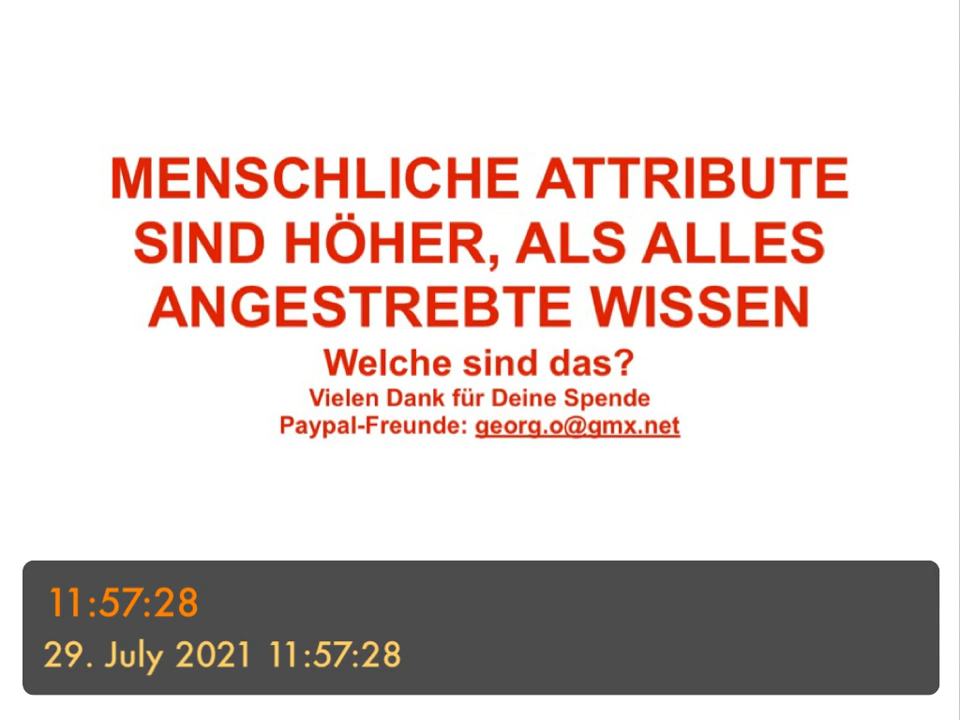 MENSCHLICHE ATTRIBUTE
SIND HÖHER, ALS ALLES
ANGESTREBTE WISSEN
Welche sind das?
Vielen Dank für Deine Spende
Paypal-Freunde: georg.o@gmx.net
11:57:28
29. July 2021 11:57:28